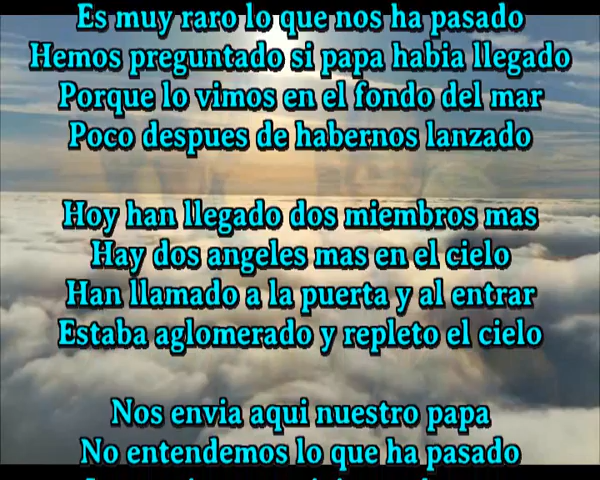 Es muy raro lo que nos ha pasado
Hemos preguntado si papa habia llegado
Porque lo vimos en el fondo del mar
Poco despues de habernos lanzado
Hoy han llegado dos miembros mas
Hay dos angeles mas en el cielo
Han llamado a la puerta y al entrar
Estaba aglomerado y repleto el cielo
Nos envia aqui nuestro papa
No entendemos lo que ha pasado